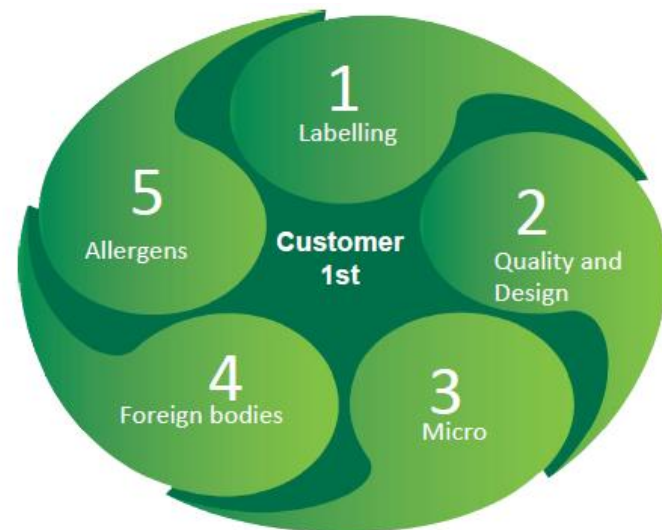 1
Labelling
2
Quality and
Design
3
Micro
4
Foreign bodies
5
Allergens
Customer
1st